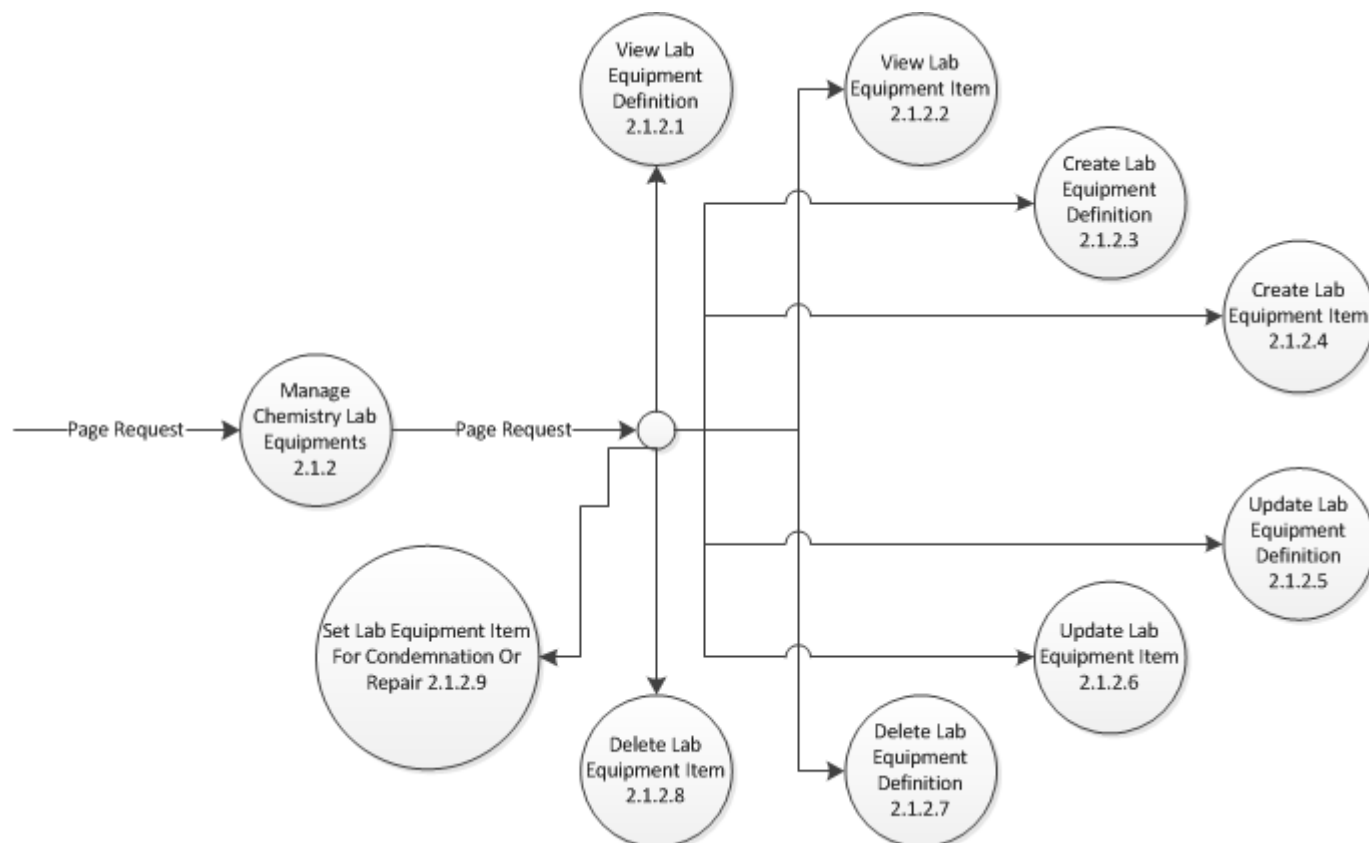 View Lab
Equipment
Definition
2.1.2.1
View Lab
Equipment Item
2.1.2.2
Create Lab
Equipment
Definition
2.1.2.3
Create Lab
Equipment Item
2.1.2.4
Page Request
Manage
Chemistry Lab
Equipments
2.1.2
Page Request
Update Lab
Equipment
Definition
2.1.2.5
Set Lab Equipment Item
For Condemnation Or
Repair 2.1.2.9
Update Lab
Equipment Item
2.1.2.6
Delete Lab
Equipment Item
2.1.2.8
Delete Lab
Equipment
Definition
2.1.2.7